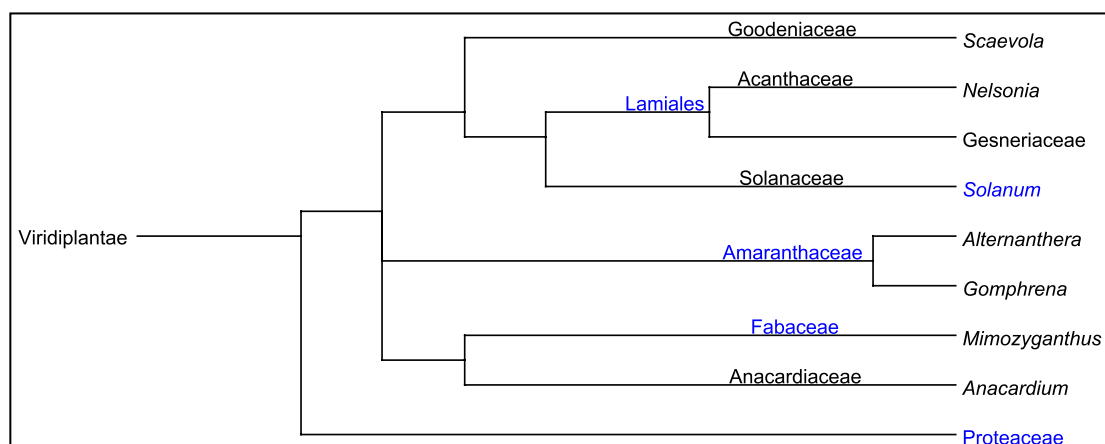 Goodeniaceae
Scaevola
Acanthaceae
Nelsonia
Lamiales
Gesneriaceae
Solanaceae
Solanum
Viridiplantae
Alternanthera
Amaranthaceae
Gomphrena
Fabaceae
Mimozyganthus
Anacardiaceae
Anacardium
Proteaceae